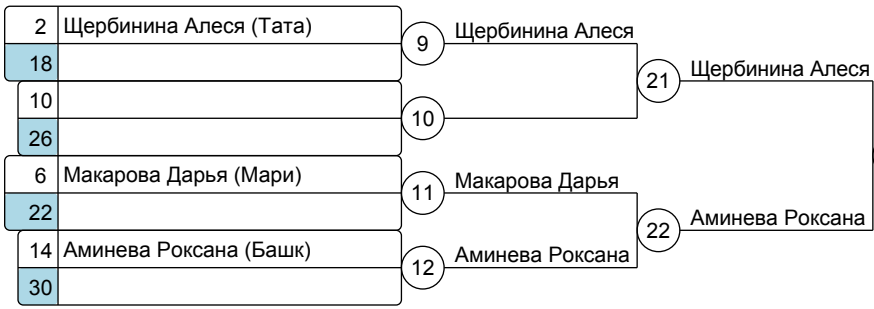 2 Щербинина Алеся (Тата)
18
9 Щербинина Алеся
21 Щербинина Алеся
10
26
10
6 Макарова Дарья (Мари)
22
11 Макарова Дарья
22 Аминева Роксана
14 Аминева Роксана (Башк)
30
12 Аминева Роксана